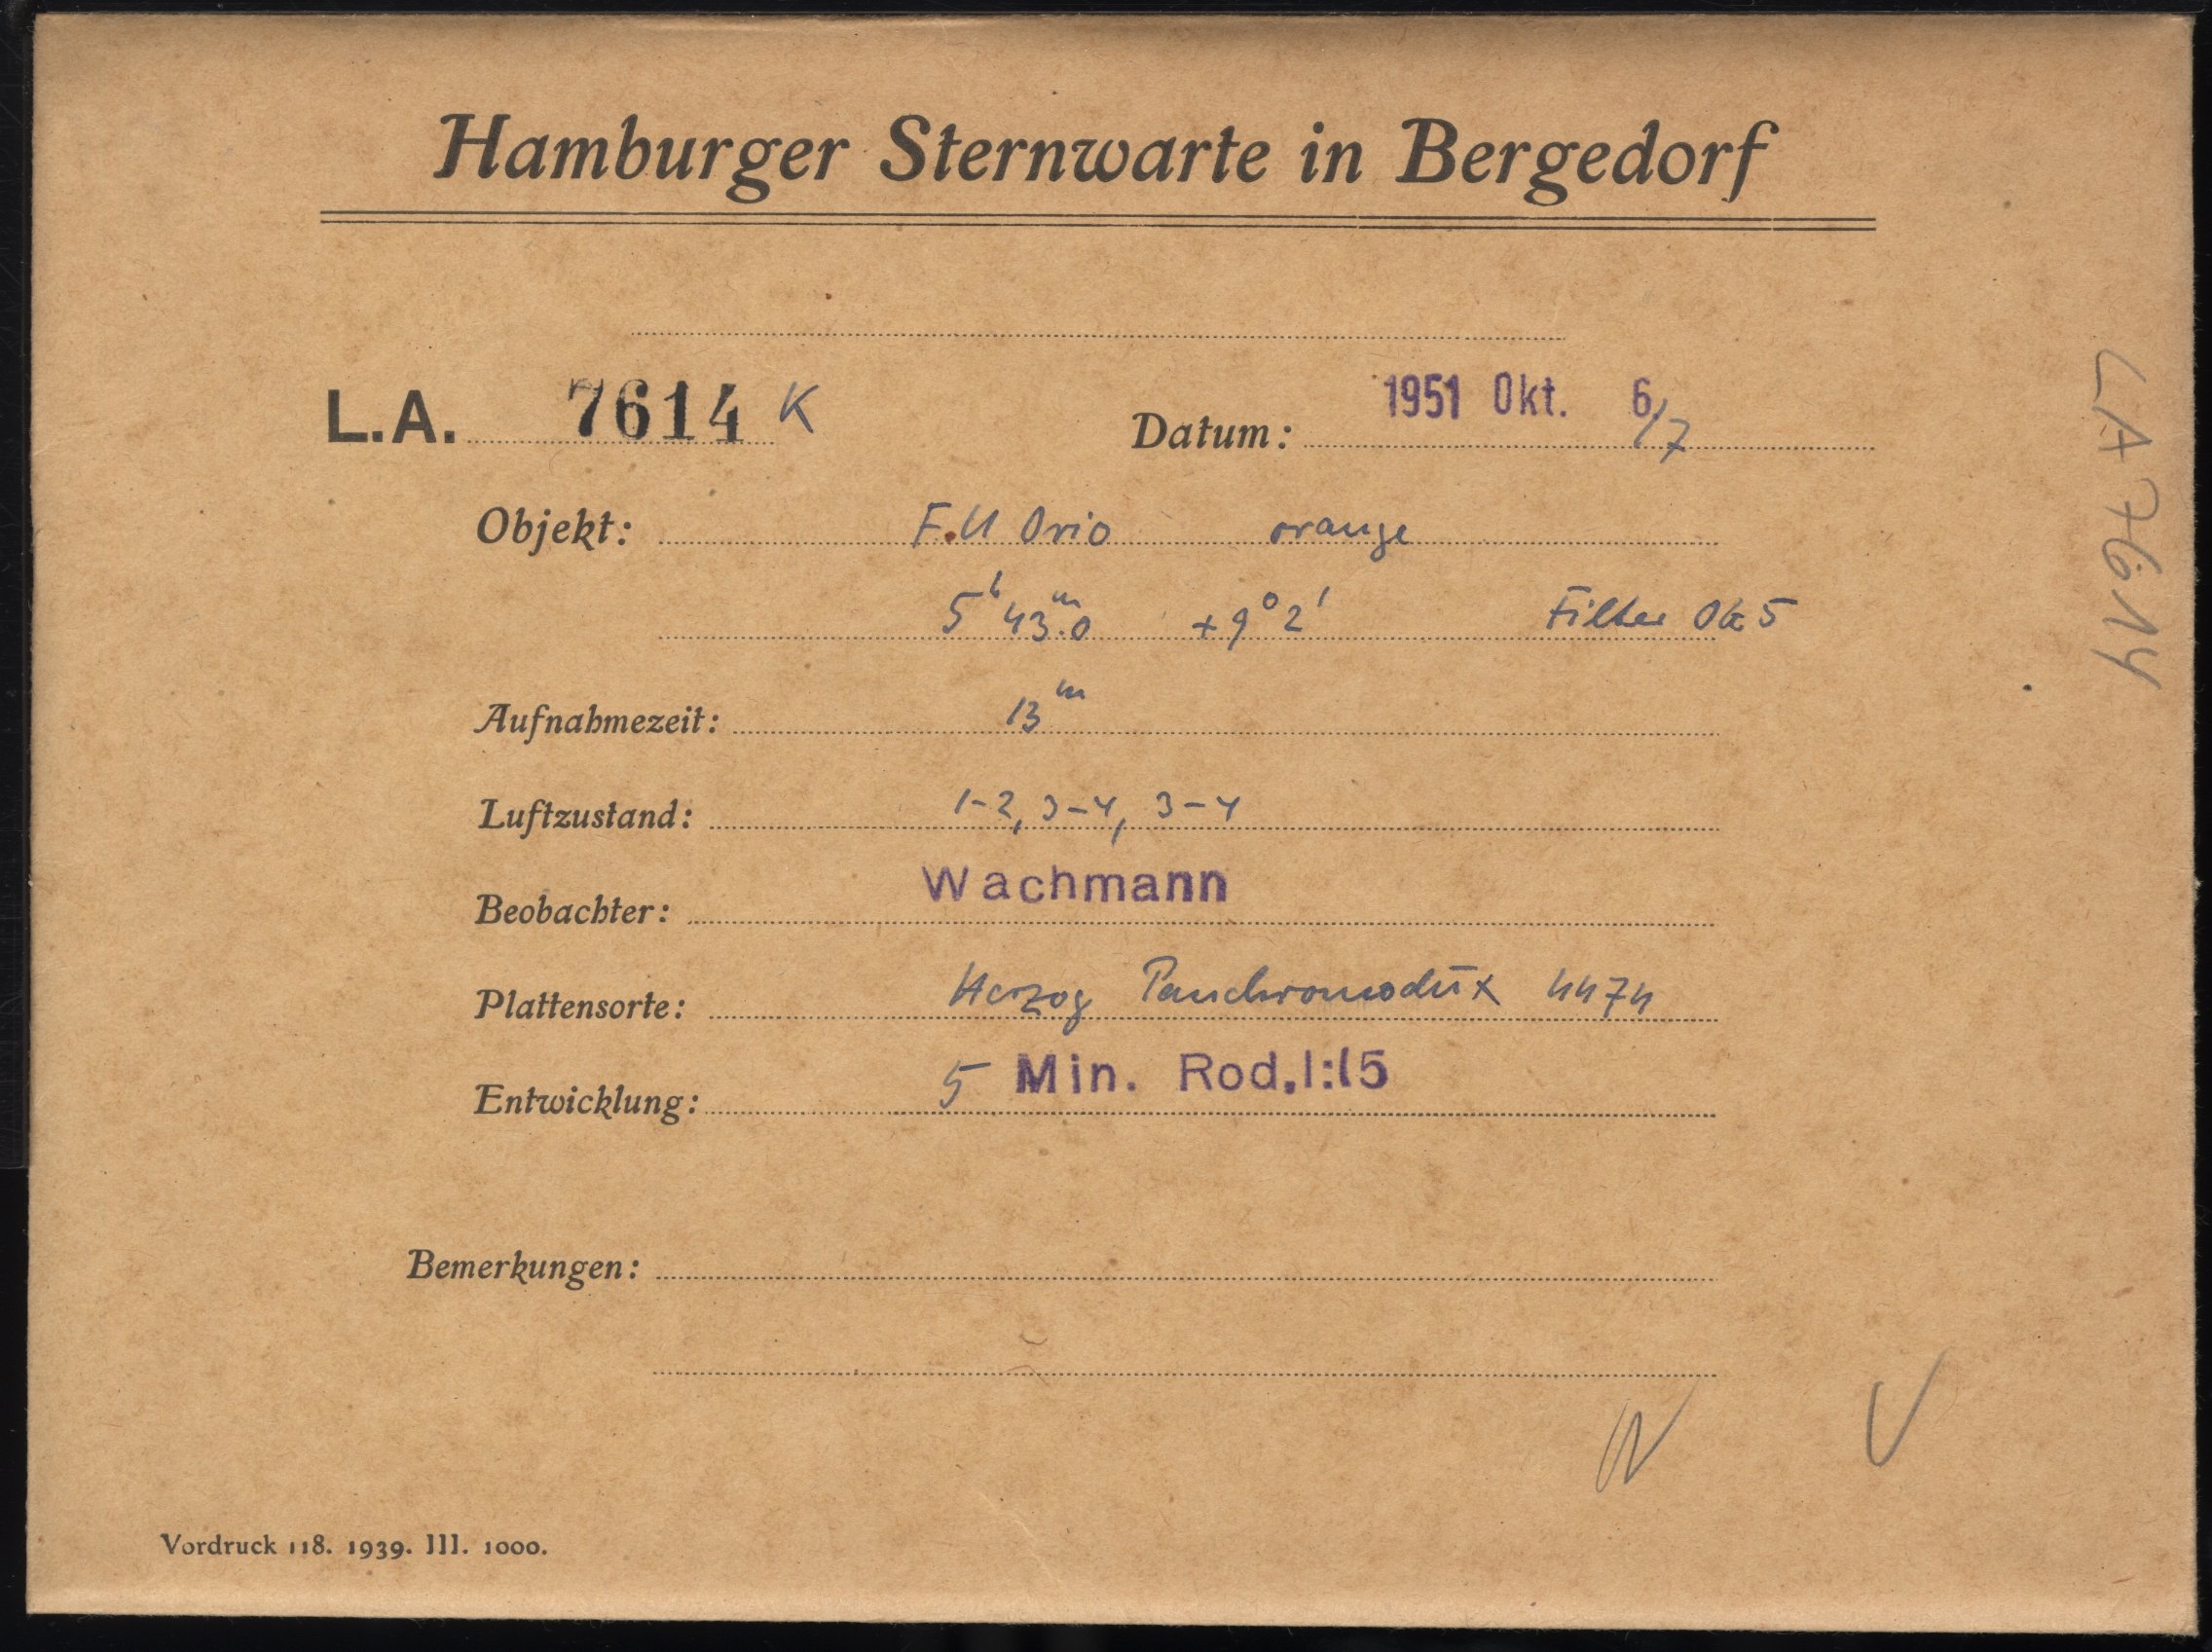 Hamburger Sternwarte in Bergedorf
L.A. 7614 K
Datum: 1951 Okt. 6/7
Objekt: F.U Orio orange
5ʰ 43ᵐ.0 +9° 2' Filter OG 5
Aufnahmezeit: 13ᵐ
Luftzustand: 1-2, 3-4, 3-4
Beobachter: Wachmann
Plattensorte: Herzog Panchromodux 4474
Entwicklung: 5 Min. Rod. 1:15
Bemerkungen:
Vordruck 118. 1939. III. 1000.
LA 7614